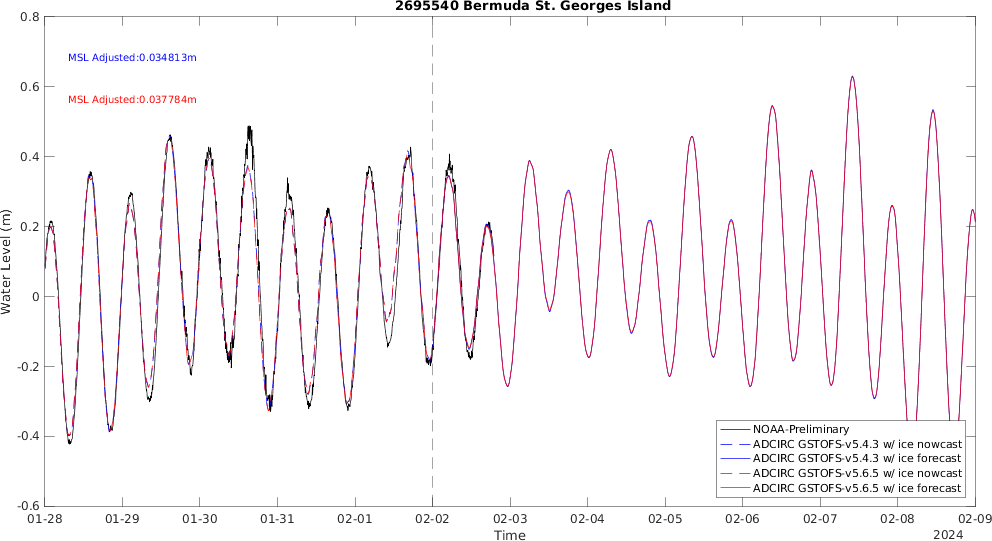 2695540 Bermuda St. Georges Island
MSL Adjusted:0.034813m
MSL Adjusted:0.037784m
Water Level (m)
0.8
0.6
0.4
0.2
0
-0.2
-0.4
-0.6
NOAA-Preliminary
ADCIRC GSTOFS-v5.4.3 w/ ice nowcast
ADCIRC GSTOFS-v5.4.3 w/ ice forecast
ADCIRC GSTOFS-v5.6.5 w/ ice nowcast
ADCIRC GSTOFS-v5.6.5 w/ ice forecast
01-28 01-29 01-30 01-31 02-01 02-02 02-03 02-04 02-05 02-06 02-07 02-08 02-09
Time
2024